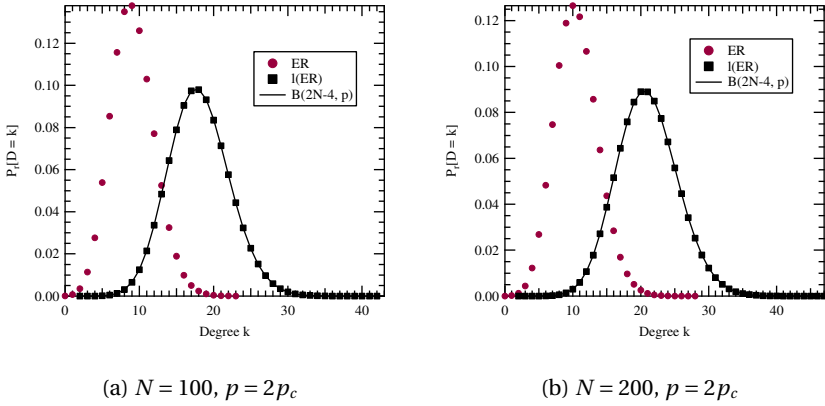 0.12
0.10
0.08
0.06
0.04
0.02
0.00
P_r[D = k]
0 10 20 30 40
Degree k
ER
l(ER)
B(2N-4, p)
(a) N = 100, p = 2p_c
0.12
0.10
0.08
0.06
0.04
0.02
0.00
P_r[D = k]
0 10 20 30 40
Degree k
ER
l(ER)
B(2N-4, p)
(b) N = 200, p = 2p_c